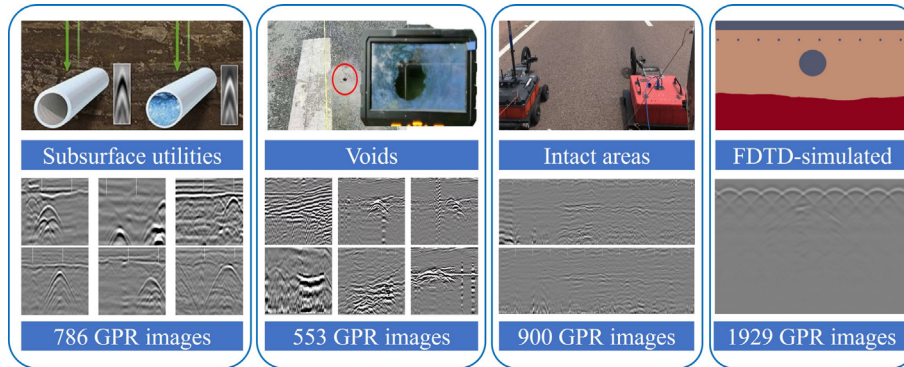 Subsurface utilities
Voids
Intact areas
FDTD-simulated
786 GPR images
553 GPR images
900 GPR images
1929 GPR images